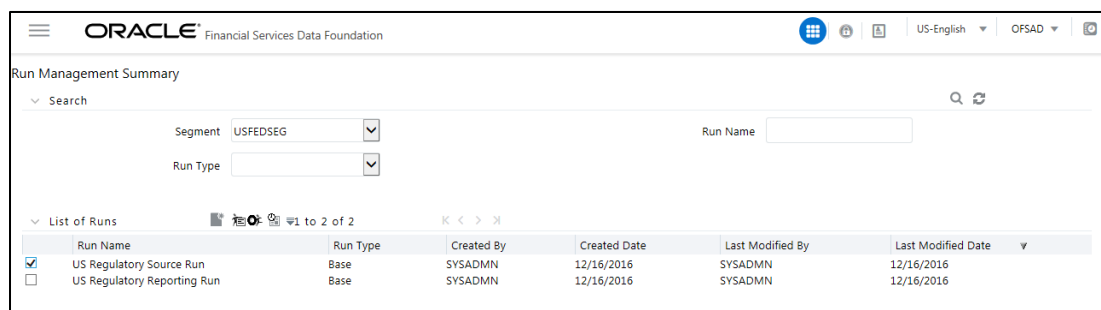 ORACLE® Financial Services Data Foundation US-English OFSAD
Run Management Summary
Search
Segment USFEDSEG Run Name
Run Type
List of Runs 1 to 2 of 2
Run Name Run Type Created By Created Date Last Modified By Last Modified Date
US Regulatory Source Run Base SYSADMN 12/16/2016 SYSADMN 12/16/2016
US Regulatory Reporting Run Base SYSADMN 12/16/2016 SYSADMN 12/16/2016